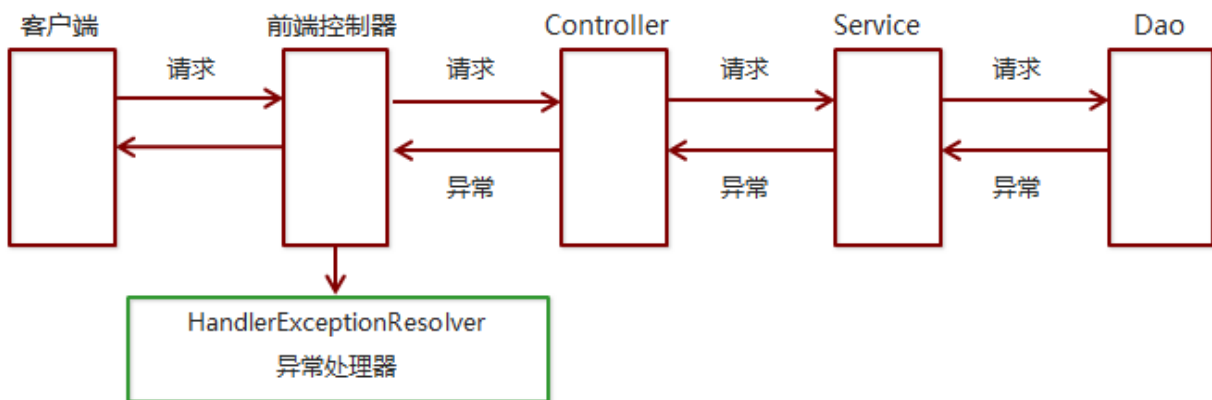 客户端
前端控制器
Controller
Service
Dao
请求
请求
请求
请求
异常
异常
异常
HandlerExceptionResolver
异常处理器